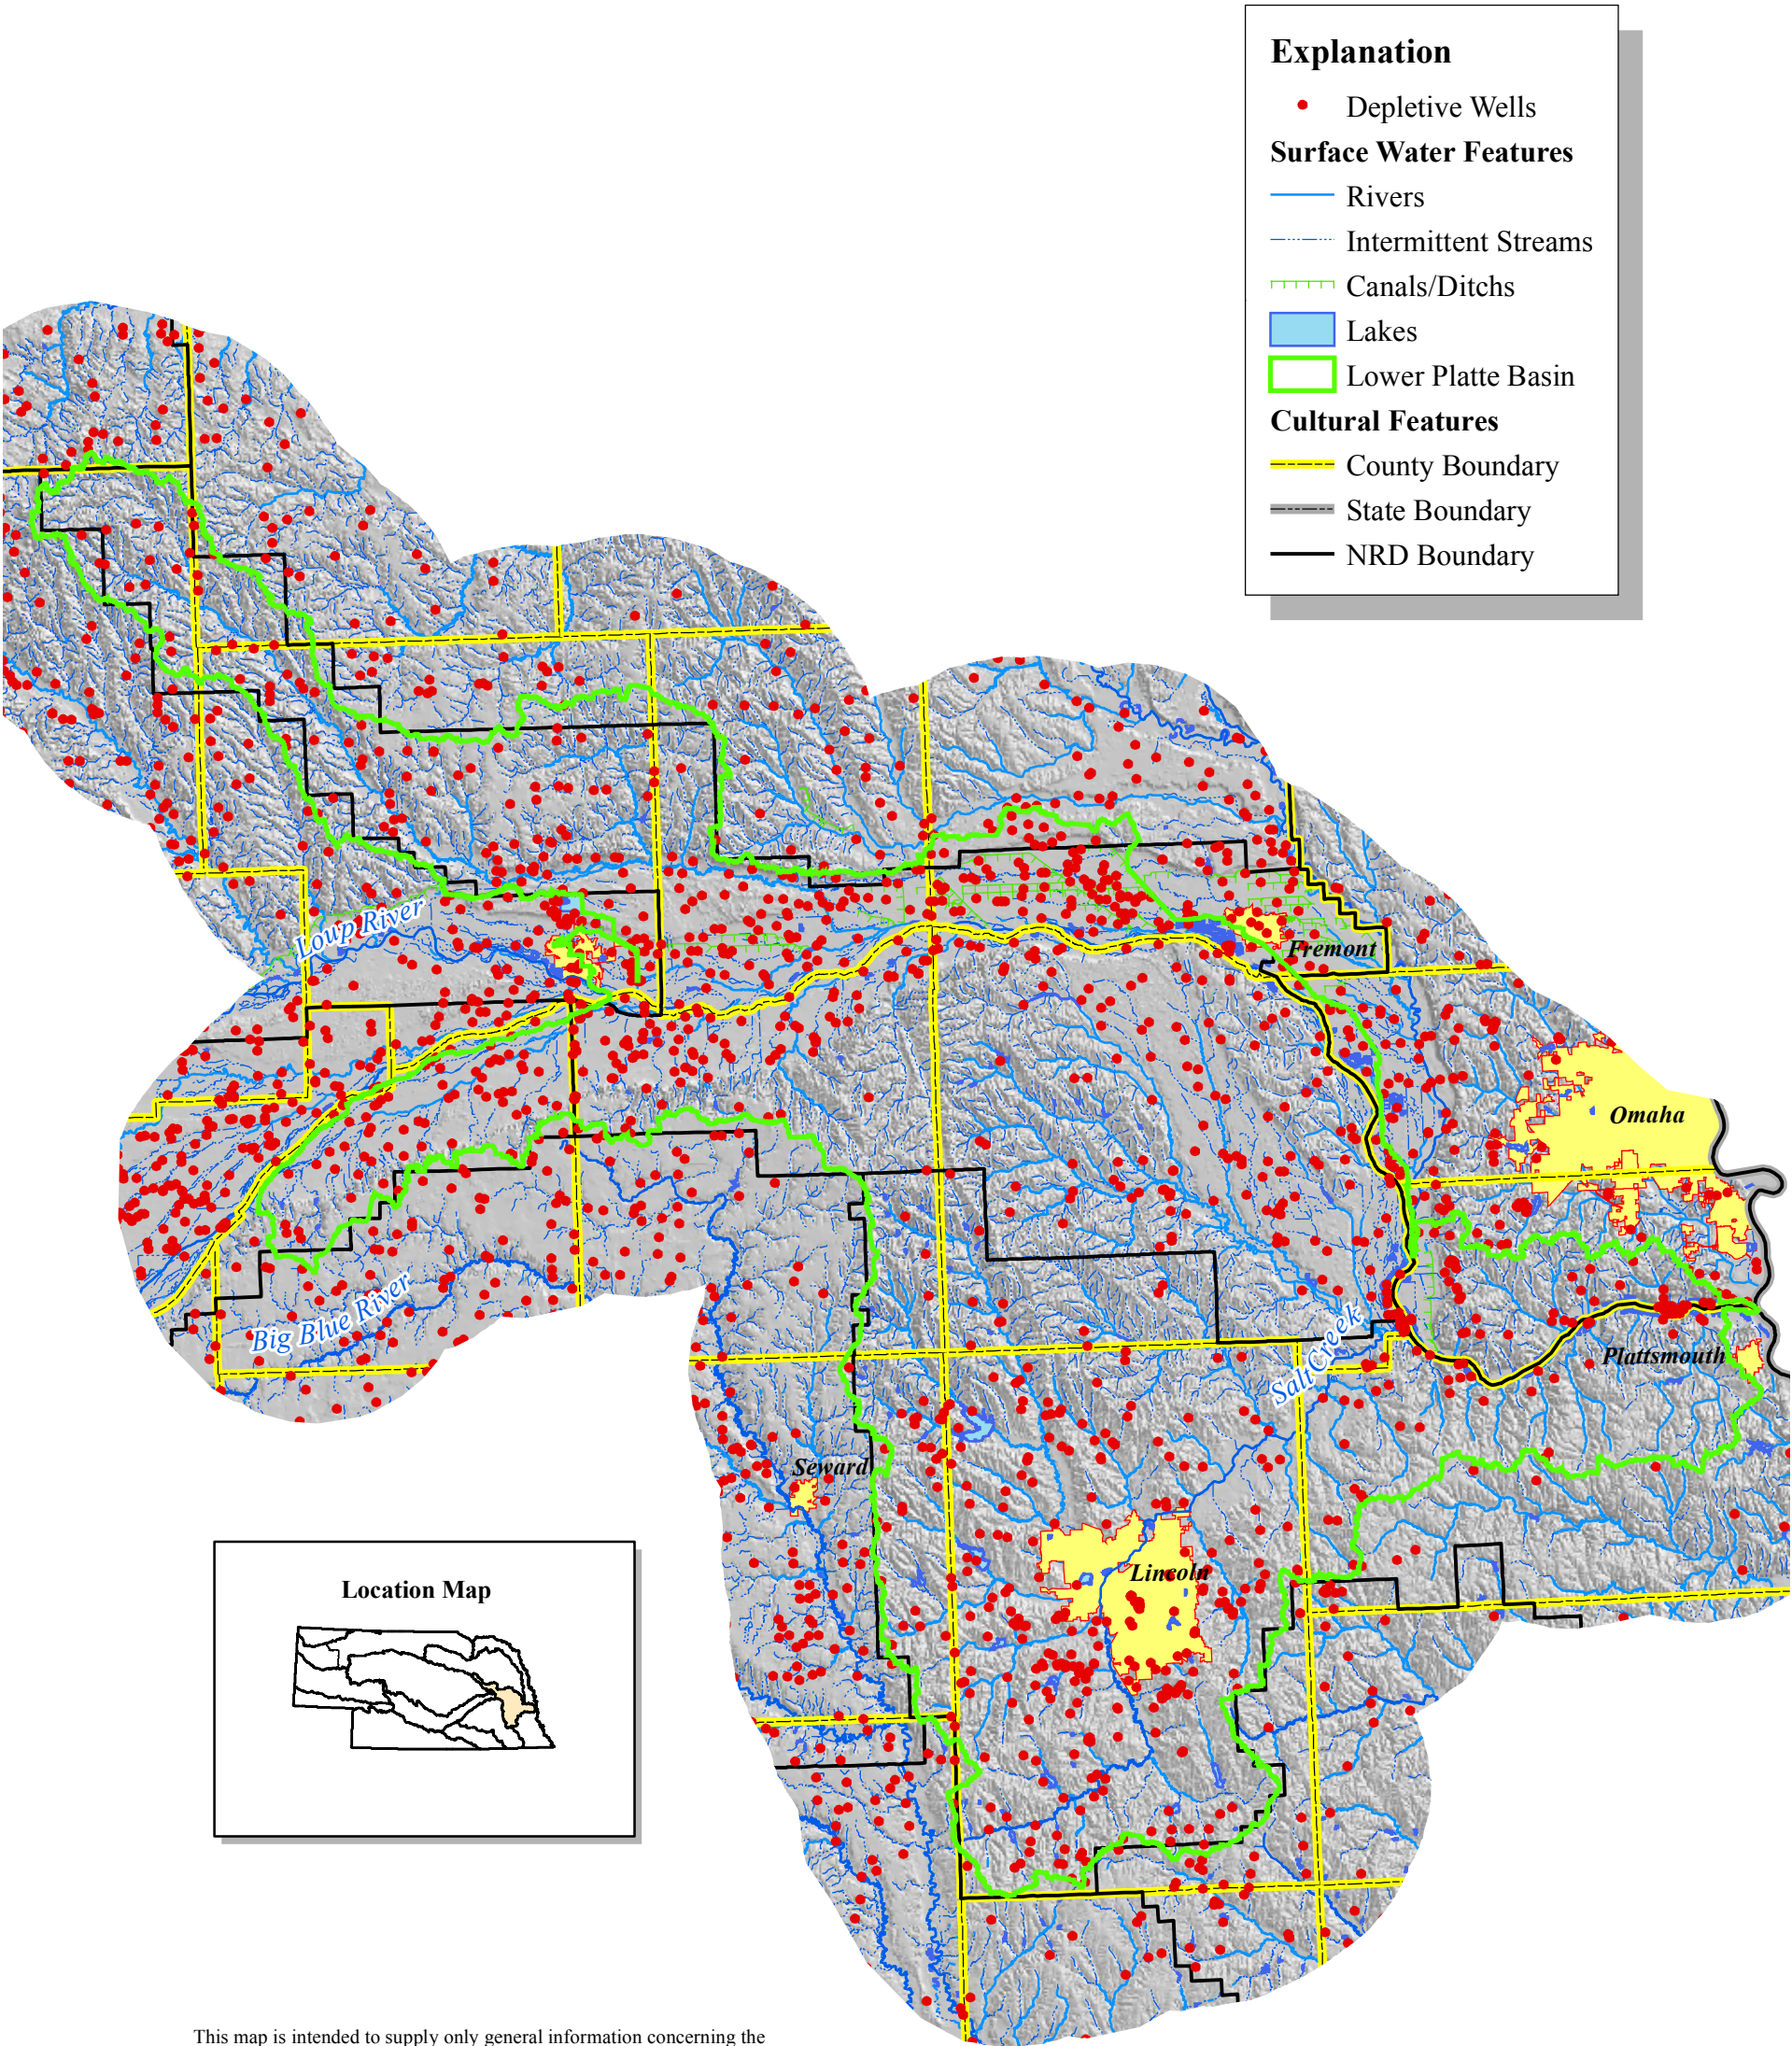 Explanation
Depletive Wells
Surface Water Features
Rivers
Intermittent Streams
Canals/Ditchs
Lakes
Lower Platte Basin
Cultural Features
County Boundary
State Boundary
NRD Boundary
Loup River
Fremont
Omaha
Big Blue River
Salt Creek
Plattsmouth
Seward
Lincoln
Location Map
This map is intended to supply only general information concerning the